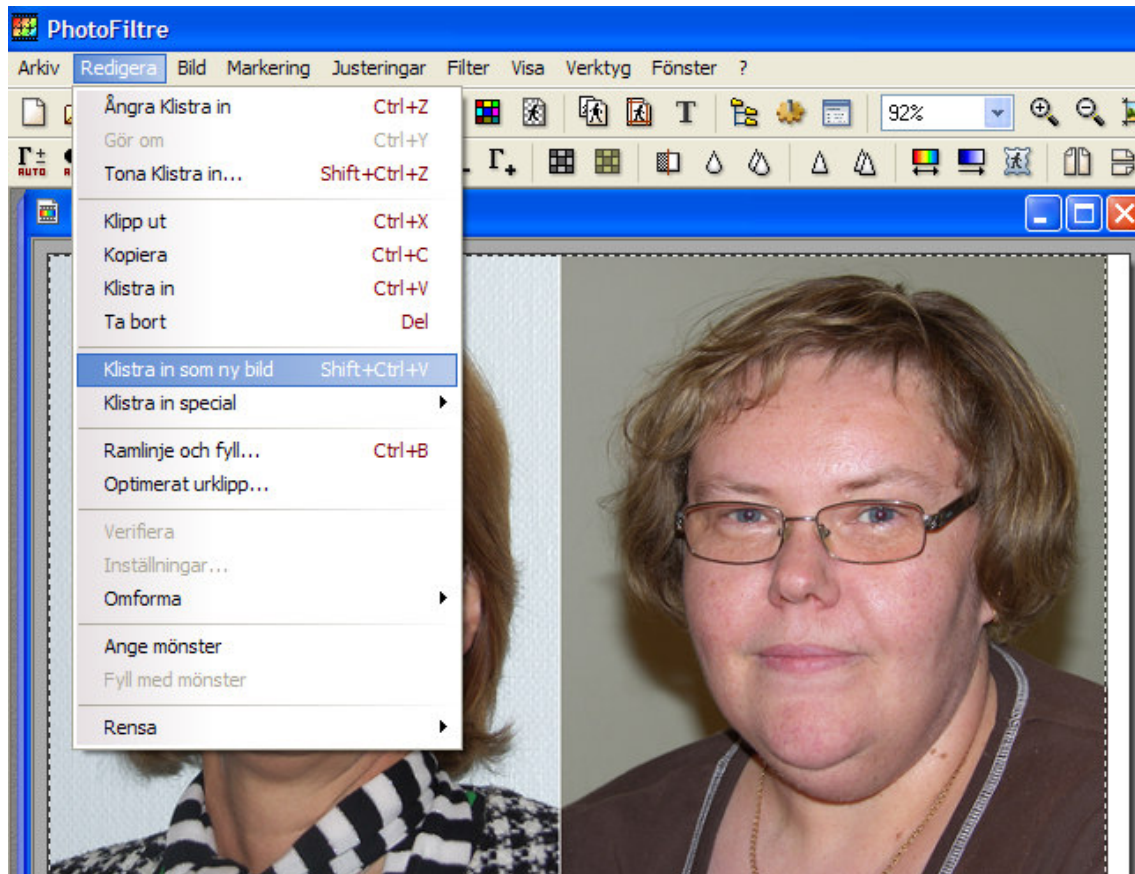 PhotoFiltre
Arkiv Redigera Bild Markering Justeringar Filter Visa Verktyg Fönster ?
T 92%
Γ± AUTO Γ+
Ångra Klistra in Ctrl+Z
Gör om Ctrl+Y
Tona Klistra in... Shift+Ctrl+Z
Klipp ut Ctrl+X
Kopiera Ctrl+C
Klistra in Ctrl+V
Ta bort Del
Klistra in som ny bild Shift+Ctrl+V
Klistra in special
Ramlinje och fyll... Ctrl+B
Optimerat urklipp...
Verifiera
Inställningar...
Omforma
Ange mönster
Fyll med mönster
Rensa